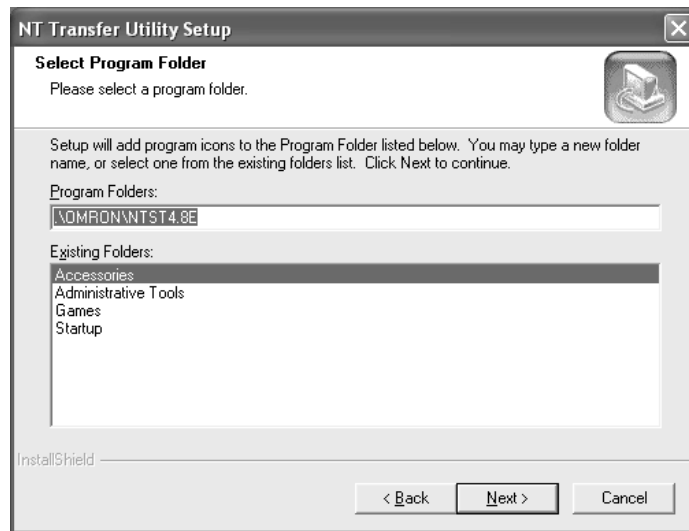 NT Transfer Utility Setup
Select Program Folder
Please select a program folder.
Setup will add program icons to the Program Folder listed below. You may type a new folder
name, or select one from the existing folders list. Click Next to continue.
Program Folders:
.\OMRON\NTST4.8E
Existing Folders:
Accessories
Administrative Tools
Games
Startup
InstallShield
< Back Next > Cancel